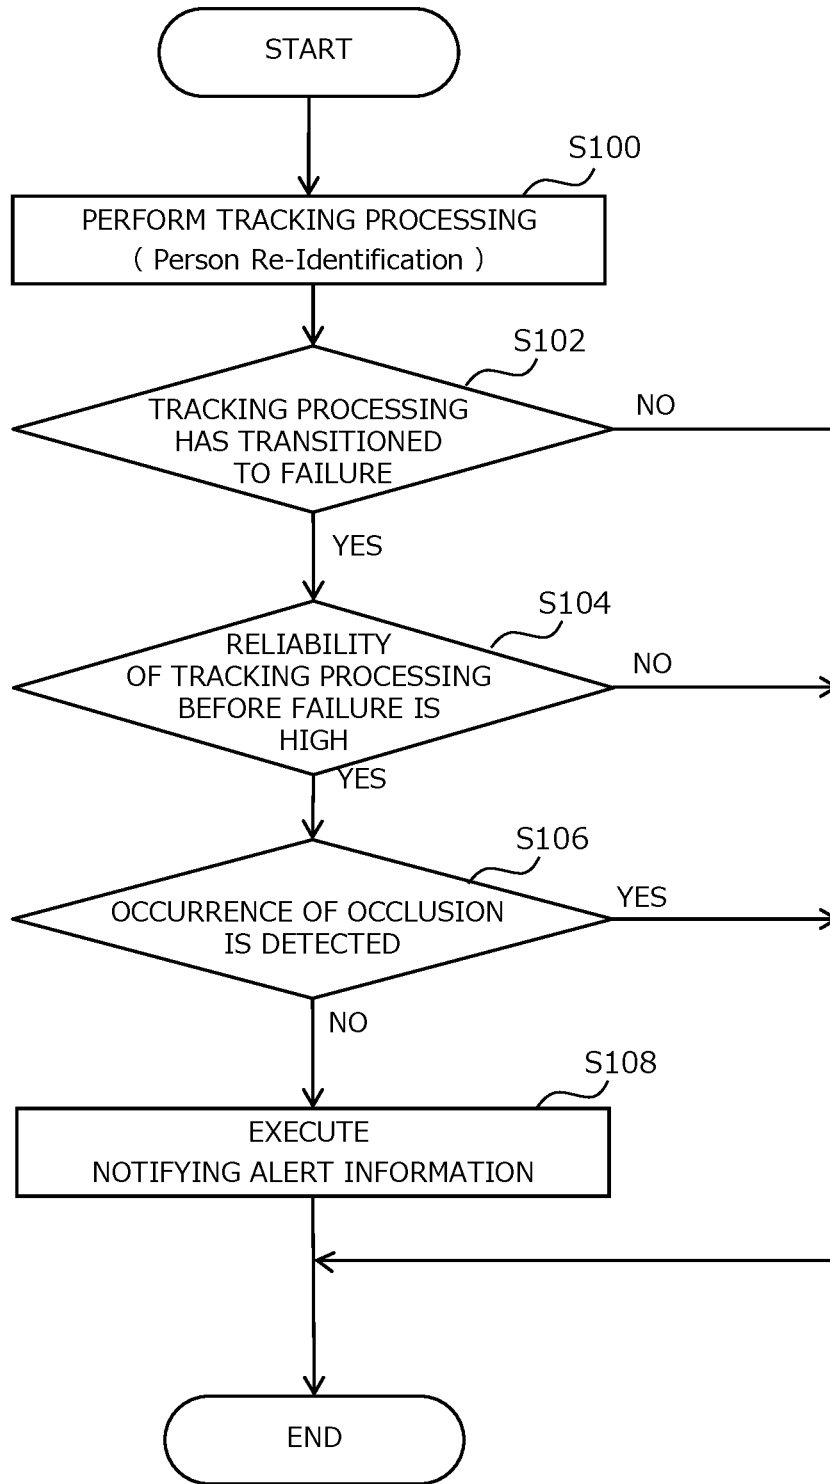 START
S100
PERFORM TRACKING PROCESSING
( Person Re-Identification )
S102
TRACKING PROCESSING
HAS TRANSITIONED
TO FAILURE
NO
YES
S104
RELIABILITY
OF TRACKING PROCESSING
BEFORE FAILURE IS
HIGH
NO
YES
S106
OCCURRENCE OF OCCLUSION
IS DETECTED
YES
NO
S108
EXECUTE
NOTIFYING ALERT INFORMATION
END